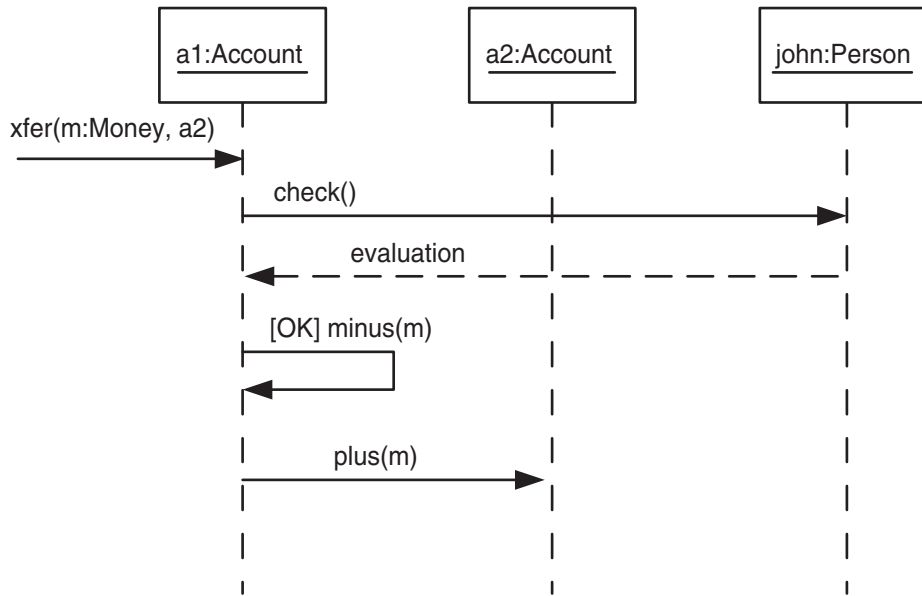 a1:Account
a2:Account
john:Person
xfer(m:Money, a2)
check()
evaluation
[OK] minus(m)
plus(m)